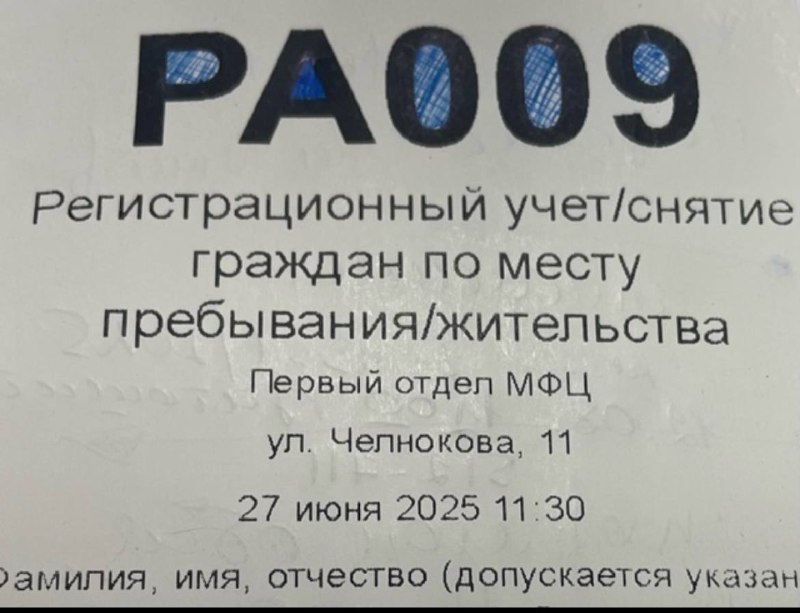 РА009
Регистрационный учет/снятие
граждан по месту
пребывания/жительства
Первый отдел МФЦ
ул. Челнокова, 11
27 июня 2025 11:30
Фамилия, имя, отчество (допускается указан